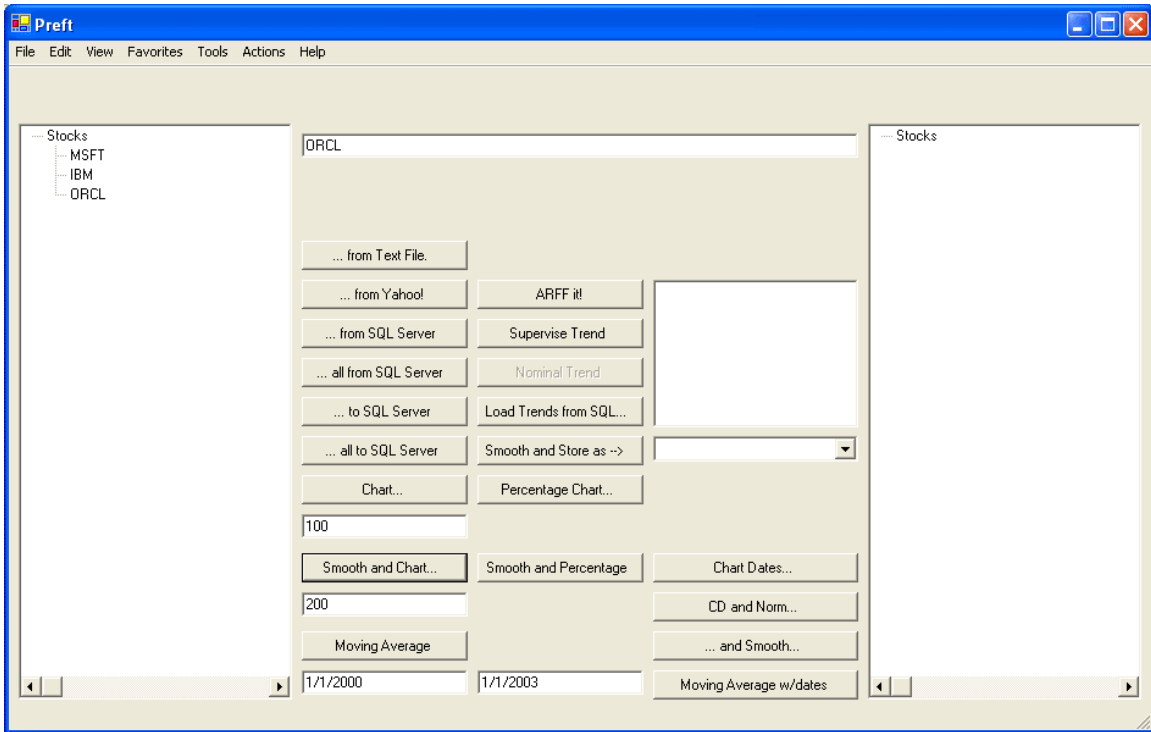 Preft
File Edit View Favorites Tools Actions Help
Stocks
MSFT
IBM
ORCL
ORCL
Stocks
... from Text File.
... from Yahoo! ARFF it!
... from SQL Server Supervise Trend
... all from SQL Server Nominal Trend
... to SQL Server Load Trends from SQL...
... all to SQL Server Smooth and Store as -->
Chart... Percentage Chart...
100
Smooth and Chart... Smooth and Percentage Chart Dates...
200 CD and Norm...
Moving Average ... and Smooth...
1/1/2000 1/1/2003 Moving Average w/dates